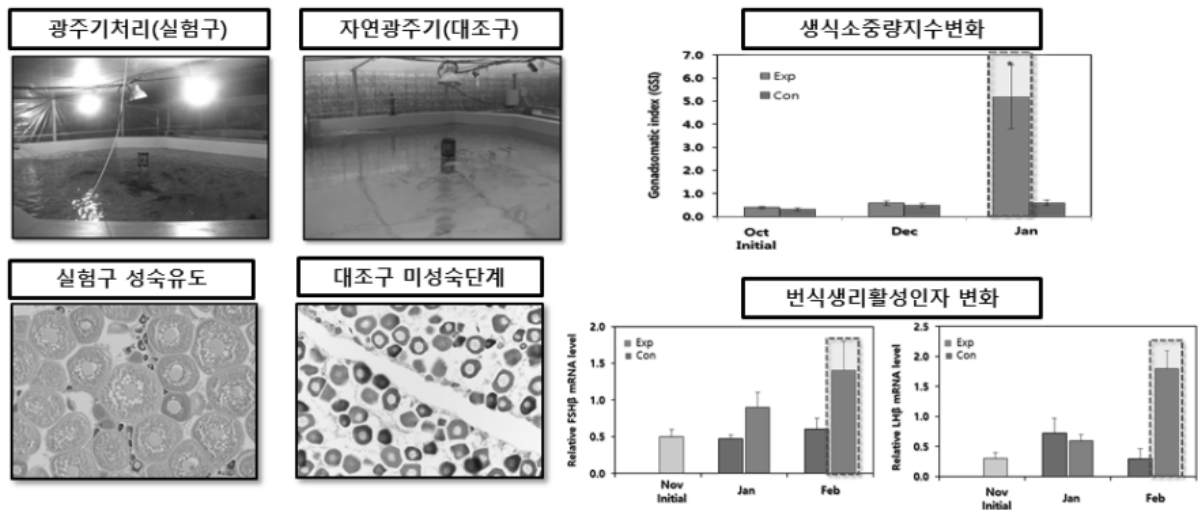 광주기처리(실험구)
자연광주기(대조구)
생식소중량지수변화
Gonadsomatic index (GSI)
7.0
6.0
5.0
4.0
3.0
2.0
1.0
0.0
Exp
Con
*
Oct
Initial
Dec
Jan
실험구 성숙유도
대조구 미성숙단계
번식생리활성인자 변화
Relative FSHβ mRNA level
2.0
1.5
1.0
0.5
0.0
Exp
Con
Nov
Initial
Jan
Feb
Relative LHβ mRNA level
2.5
2.0
1.5
1.0
0.5
0.0
Exp
Con
Nov
Initial
Jan
Feb